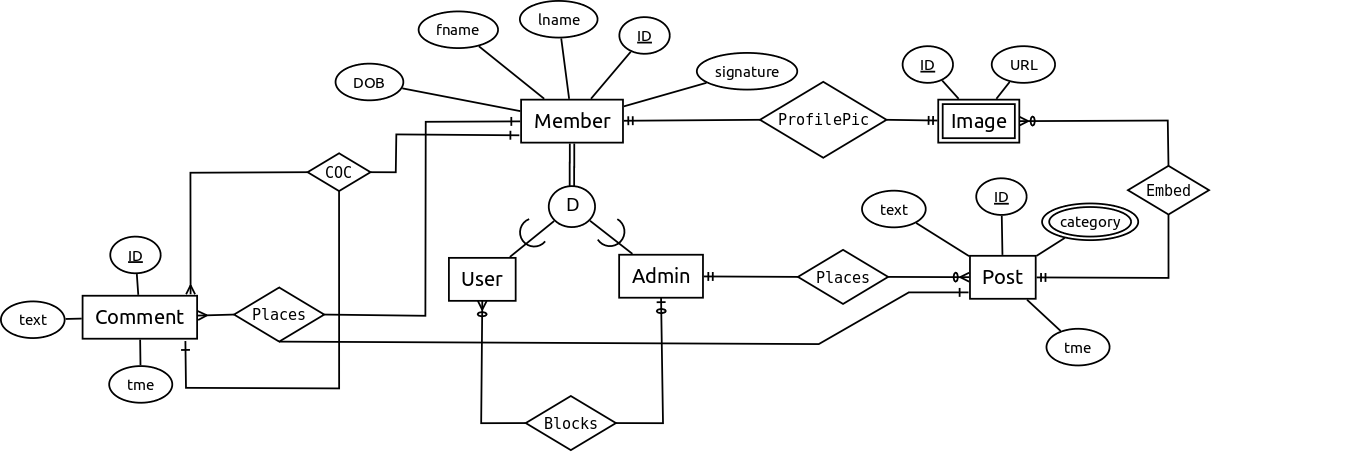 lname
fname
ID
signature
DOB
ID
URL
Member
ProfilePic
Image
COC
Embed
text
ID
category
D
ID
User
Admin
Places
Post
text
Comment
Places
tme
tme
Blocks